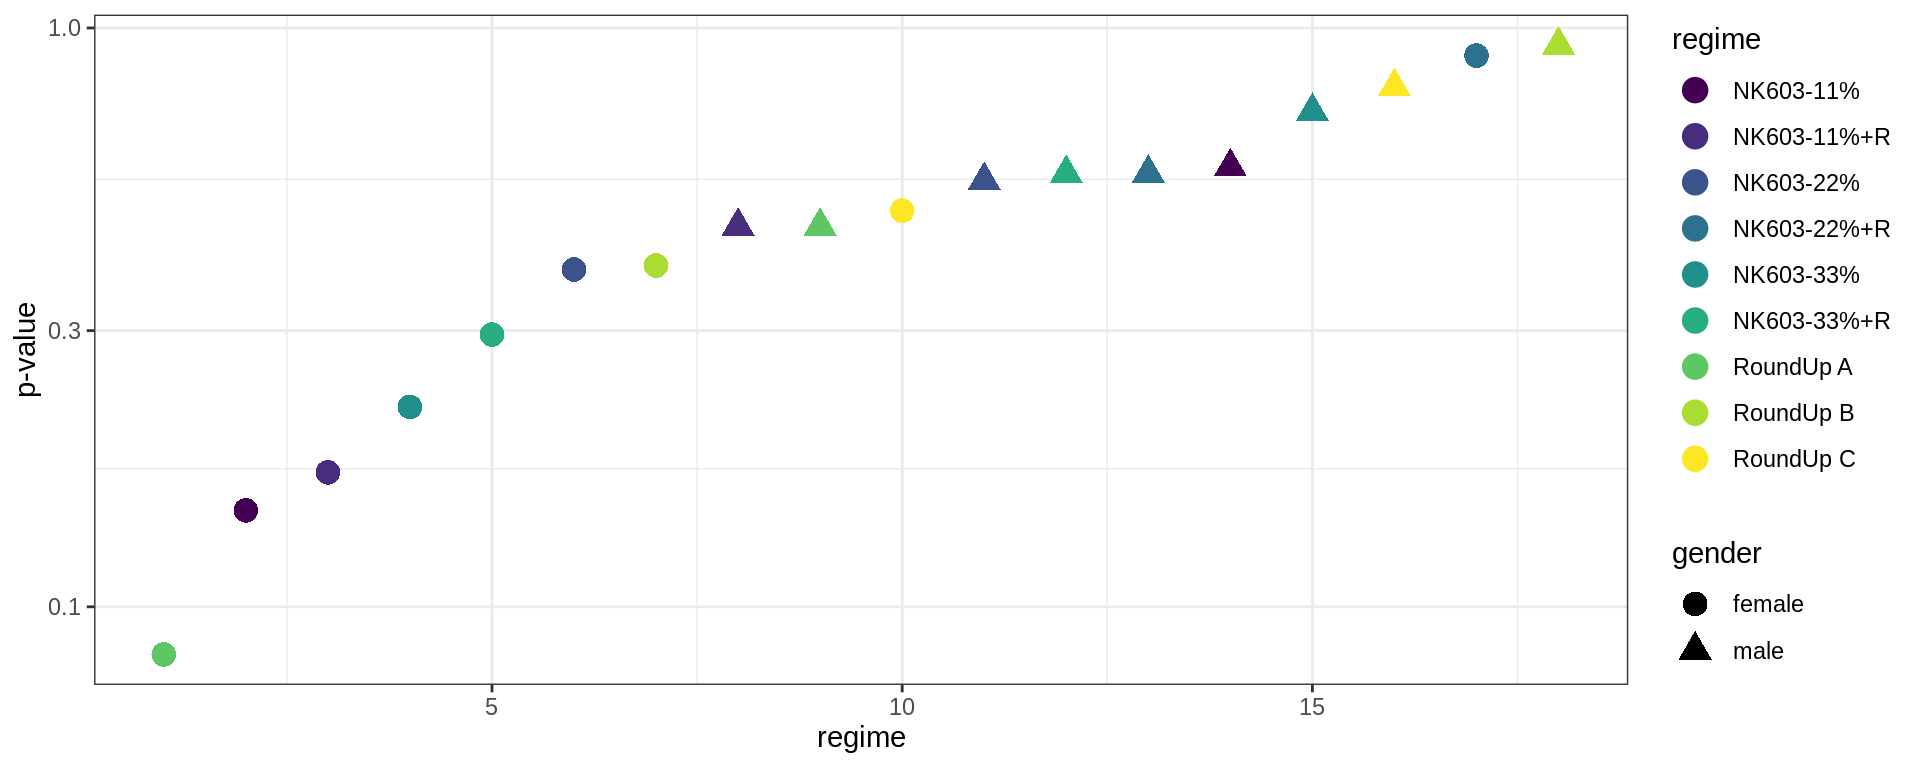 1.0
0.3
0.1
p-value
5
10
15
regime
regime
NK603-11%
NK603-11%+R
NK603-22%
NK603-22%+R
NK603-33%
NK603-33%+R
RoundUp A
RoundUp B
RoundUp C
gender
female
male